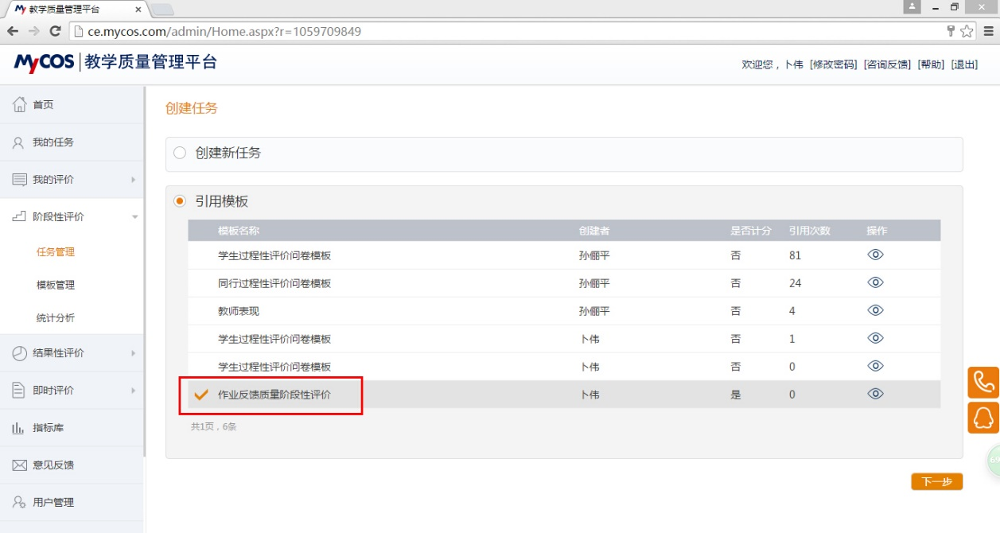 教学质量管理平台
ce.mycos.com/admin/Home.aspx?r=1059709849
MyCOS 教学质量管理平台
欢迎您，卜伟 [修改密码] [咨询反馈] [帮助] [退出]
首页
我的任务
我的评价
阶段性评价
任务管理
模板管理
统计分析
结果性评价
即时评价
指标库
意见反馈
用户管理
创建任务
创建新任务
引用模板
模板名称 创建者 是否计分 引用次数 操作
学生过程性评价问卷模板 孙俪平 否 81
同行过程性评价问卷模板 孙俪平 否 24
教师表现 孙俪平 否 4
学生过程性评价问卷模板 卜伟 否 1
学生过程性评价问卷模板 卜伟 否 0
作业反馈质量阶段性评价 卜伟 是 0
共1页，6条
下一步